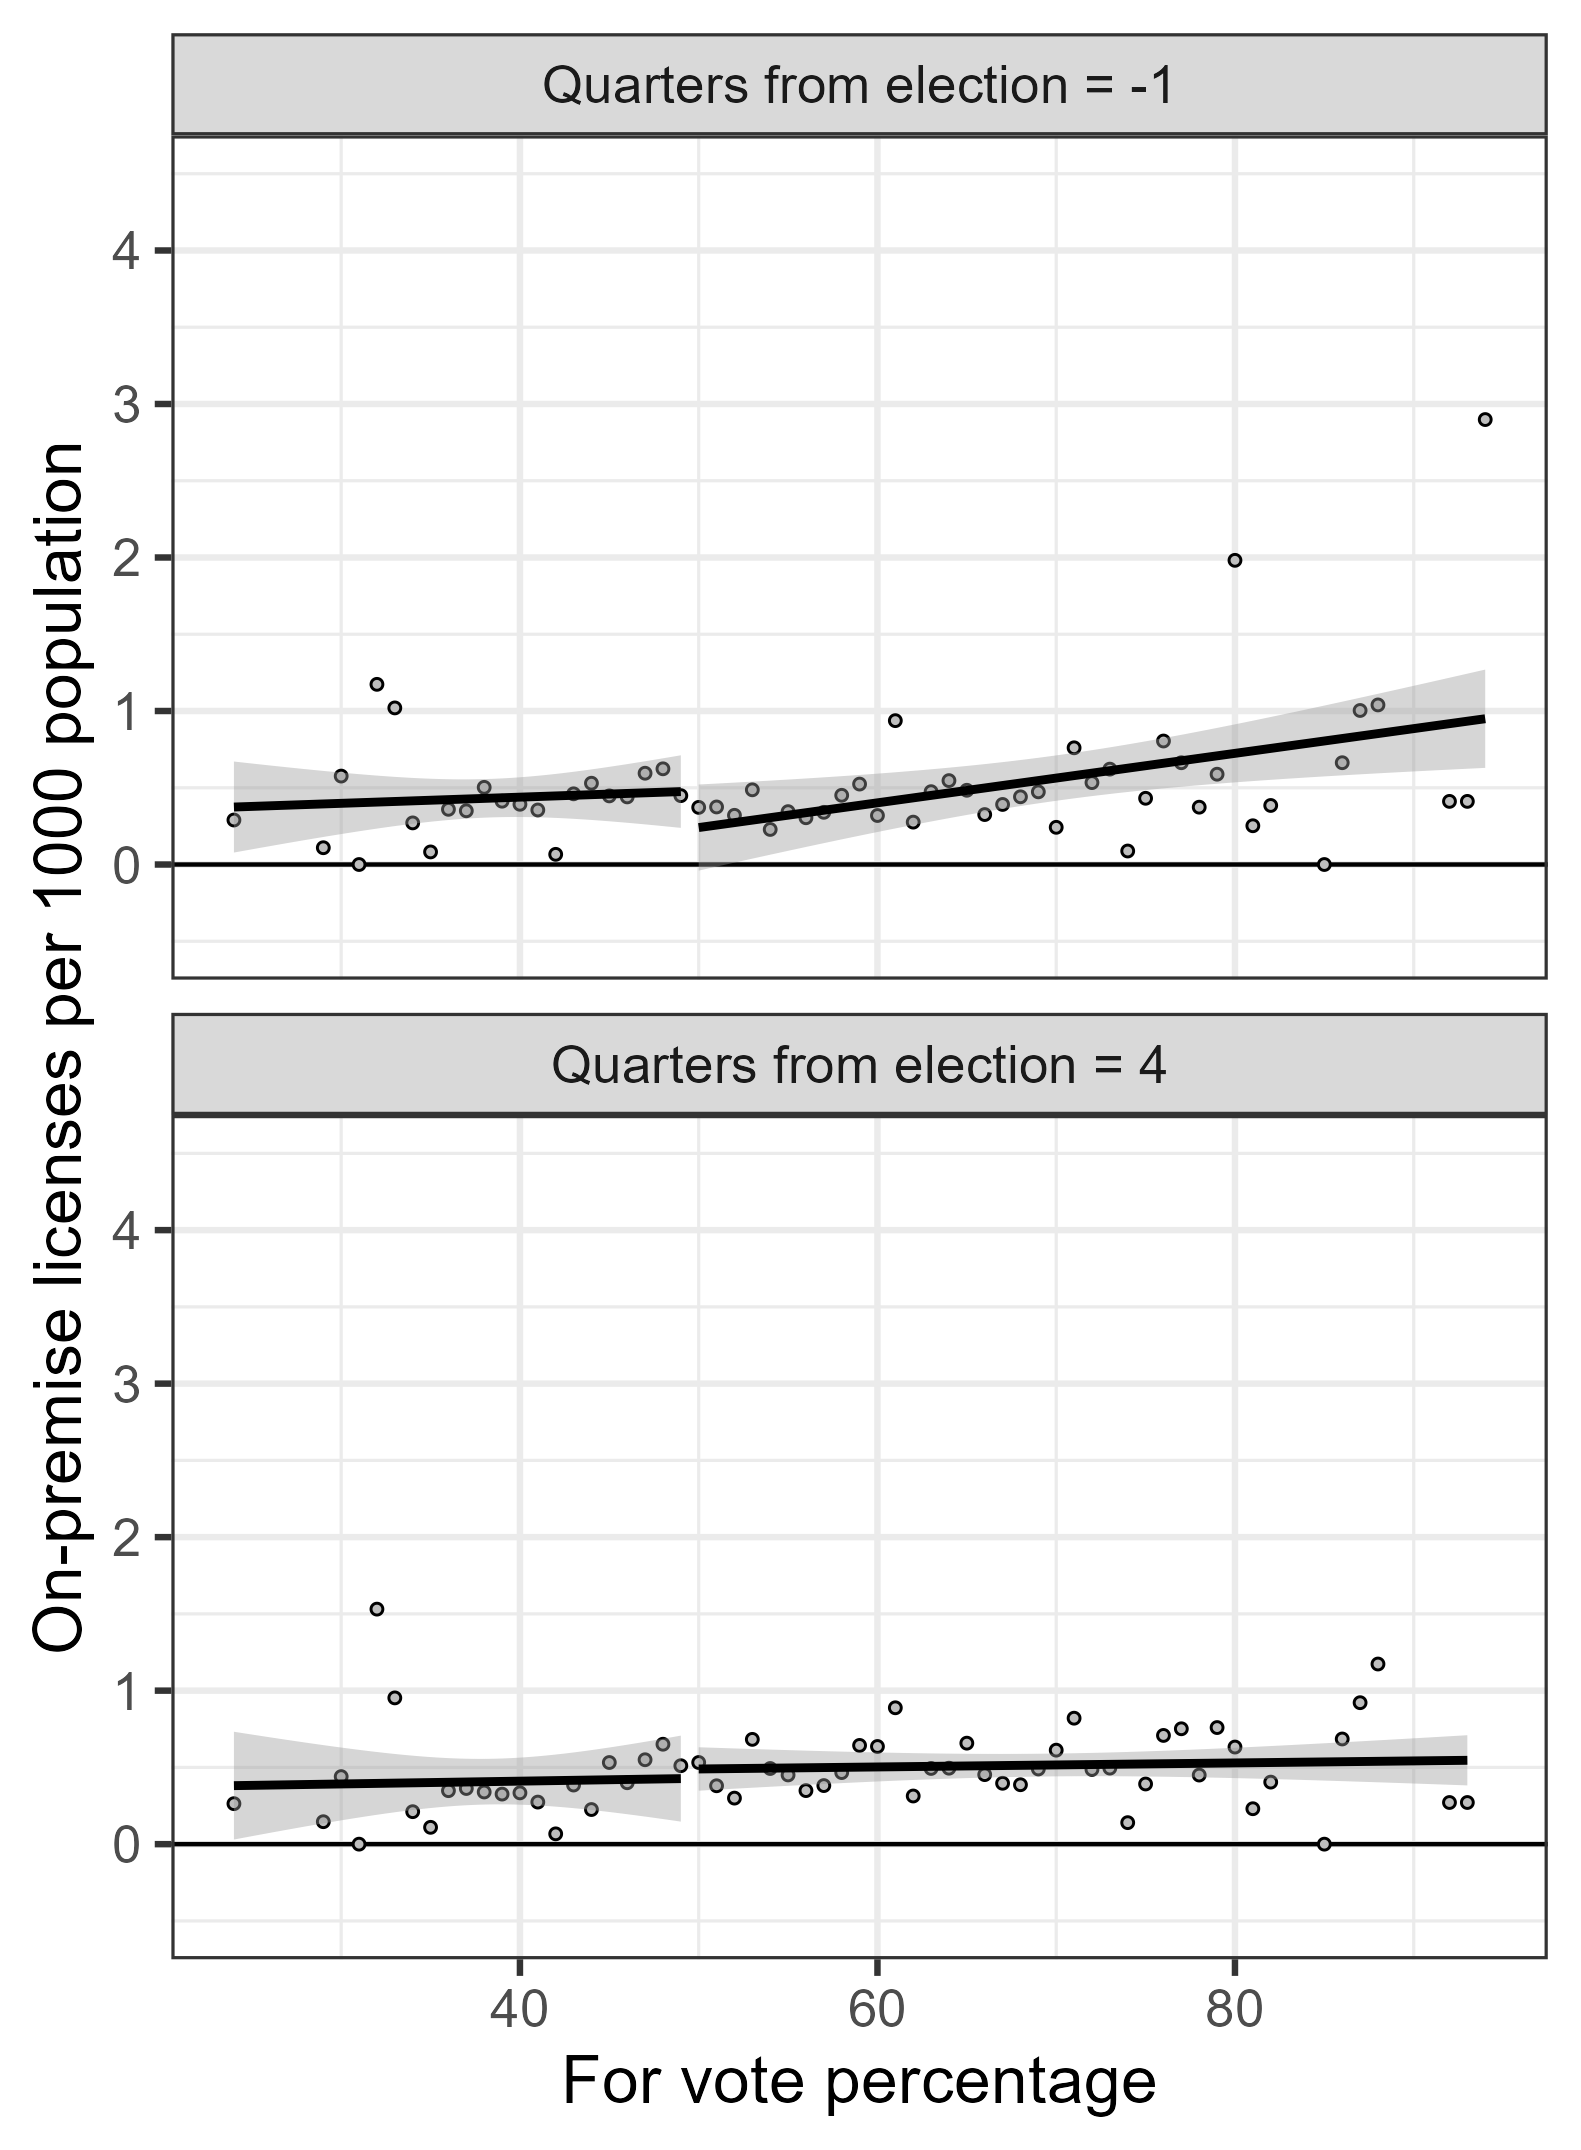 Quarters from election = -1
4
3
2
1
0
On-premise licenses per 1000 population
Quarters from election = 4
4
3
2
1
0
40 60 80
For vote percentage